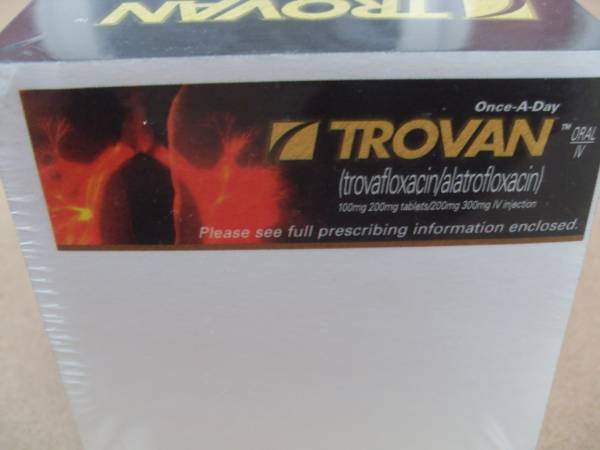 TROVAN
™
Once-A-Day
TROVAN™ ORAL
IV
(trovafloxacin/alatrofloxacin)
100mg 200mg tablets/200mg 300mg IV injection
Please see full prescribing information enclosed.